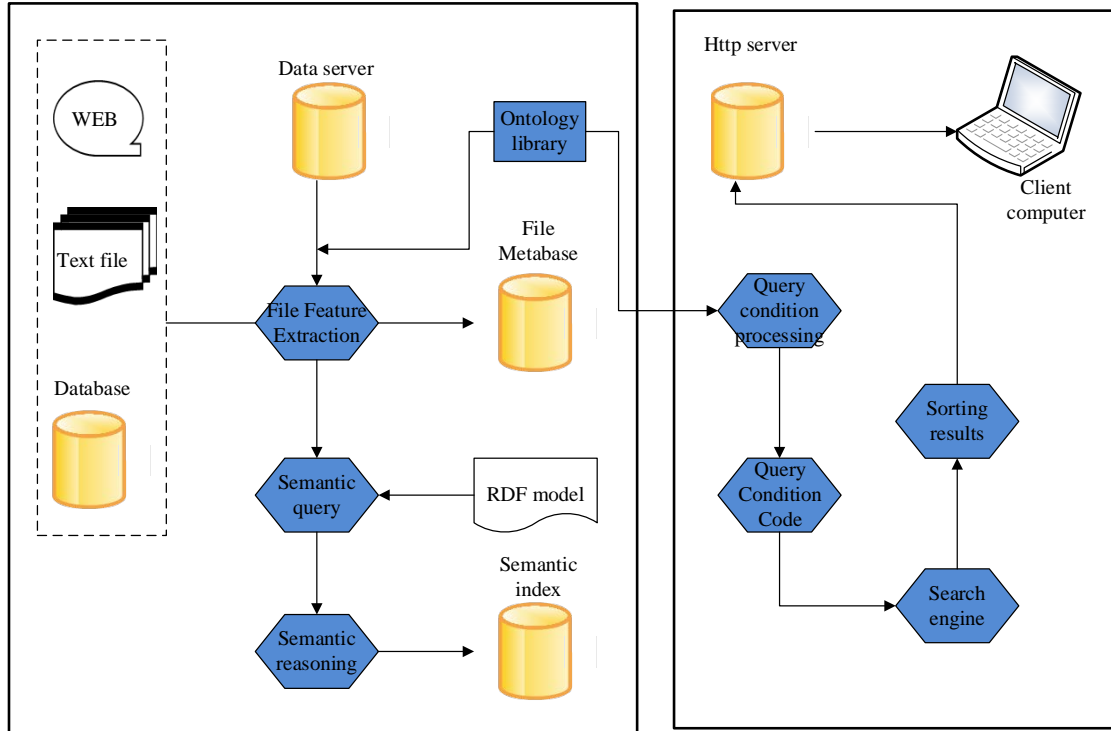 WEB
Text file
Database
Data server
Ontology
library
File
Metabase
File Feature
Extraction
Semantic
query
RDF model
Semantic
index
Semantic
reasoning
Http server
Client
computer
Query
condition
processing
Sorting
results
Query
Condition
Code
Search
engine